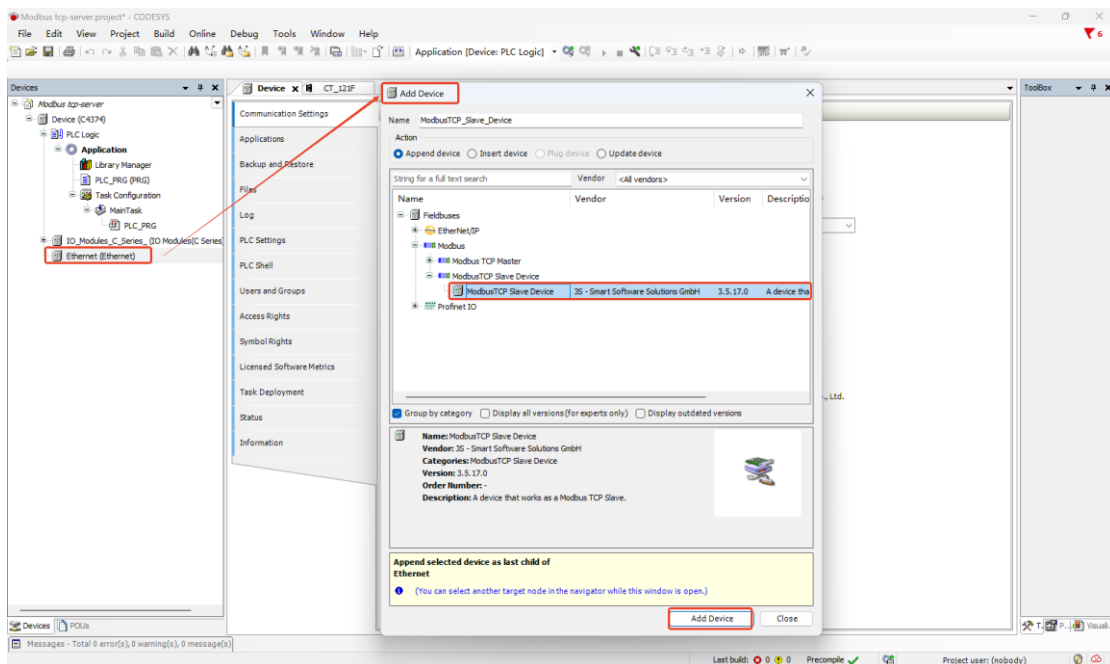 Modbus tcp-server.project* - CODESYS
File Edit View Project Build Online Debug Tools Window Help
6
Application [Device: PLC Logic]
Devices
Modbus tcp-server
Device (C4374)
PLC Logic
Application
Library Manager
PLC_PRG (PRG)
Task Configuration
MainTask
PLC_PRG
IO_Modules_C_Series_ (IO Modules(C Series
Ethernet (Ethernet)
Devices POUs
Device CT_121F
Communication Settings
Applications
Backup and Restore
Files
Log
PLC Settings
PLC Shell
Users and Groups
Access Rights
Symbol Rights
Licensed Software Metrics
Task Deployment
Status
Information
Add Device
Name ModbusTCP_Slave_Device
Action
Append device Insert device Plug device Update device
String for a full text search Vendor <All vendors>
Name Vendor Version Descriptio
Fieldbuses
EtherNet/IP
Modbus
Modbus TCP Master
ModbusTCP Slave Device
ModbusTCP Slave Device 3S - Smart Software Solutions GmbH 3.5.17.0 A device tha
Profinet IO
Group by category Display all versions (for experts only) Display outdated versions
Name: ModbusTCP Slave Device
Vendor: 3S - Smart Software Solutions GmbH
Categories: ModbusTCP Slave Device
Version: 3.5.17.0
Order Number: -
Description: A device that works as a Modbus TCP Slave.
Append selected device as last child of
Ethernet
(You can select another target node in the navigator while this window is open.)
Add Device Close
., Ltd.
ToolBox
T. P... Visuali.
Messages - Total 0 error(s), 0 warning(s), 0 message(s)
Last build: 0 0 Precompile Project user: (nobody)